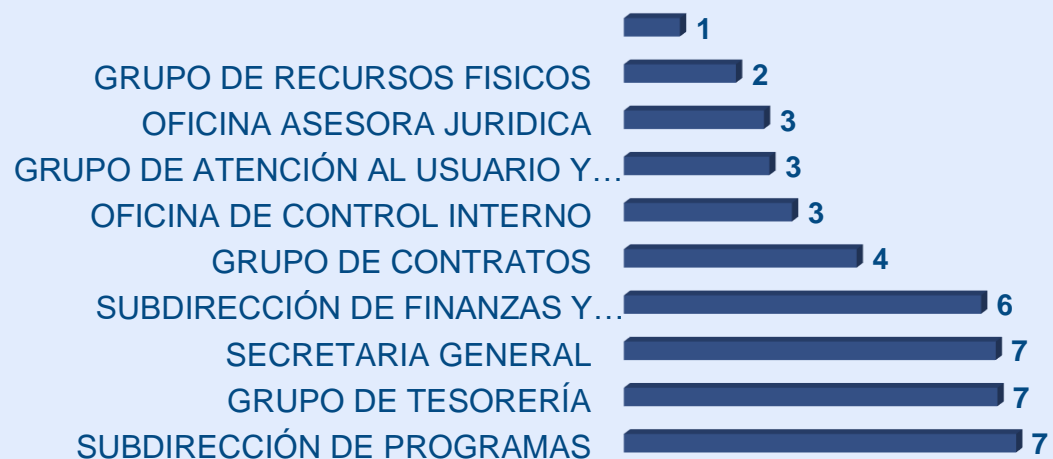 1
GRUPO DE RECURSOS FISICOS 2
OFICINA ASESORA JURIDICA 3
GRUPO DE ATENCIÓN AL USUARIO Y… 3
OFICINA DE CONTROL INTERNO 3
GRUPO DE CONTRATOS 4
SUBDIRECCIÓN DE FINANZAS Y… 6
SECRETARIA GENERAL 7
GRUPO DE TESORERÍA 7
SUBDIRECCIÓN DE PROGRAMAS 7